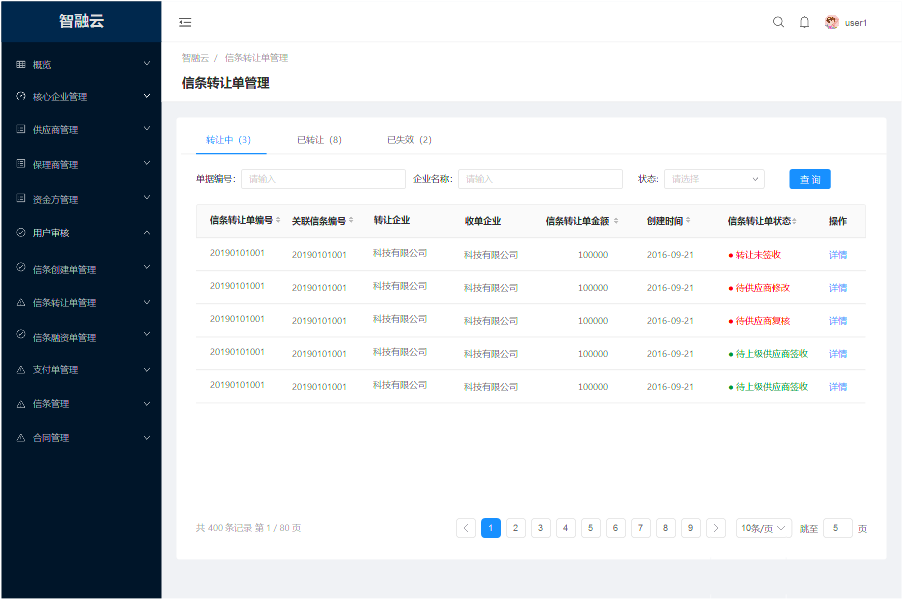 智融云
user1
概览
核心企业管理
供应商管理
保理商管理
资金方管理
用户审核
信条创建单管理
信条转让单管理
信条融资单管理
支付单管理
信条管理
合同管理
智融云 / 信条转让单管理
信条转让单管理
转让中（3） 已转让（8） 已失效（2）
单据编号: 请输入 企业名称: 请输入 状态: 请选择 查 询
信条转让单编号 关联信条编号 转让企业 收单企业 信条转让单金额 创建时间 信条转让单状态 操作
20190101001 20190101001 科技有限公司 科技有限公司 100000 2016-09-21 转让未签收 详情
20190101001 20190101001 科技有限公司 科技有限公司 100000 2016-09-21 待供应商修改 详情
20190101001 20190101001 科技有限公司 科技有限公司 100000 2016-09-21 待供应商复核 详情
20190101001 20190101001 科技有限公司 科技有限公司 100000 2016-09-21 待上级供应商签收 详情
20190101001 20190101001 科技有限公司 科技有限公司 100000 2016-09-21 待上级供应商签收 详情
共 400 条记录 第 1 / 80 页 1 2 3 4 5 6 7 8 9 10条/页 跳至 5 页